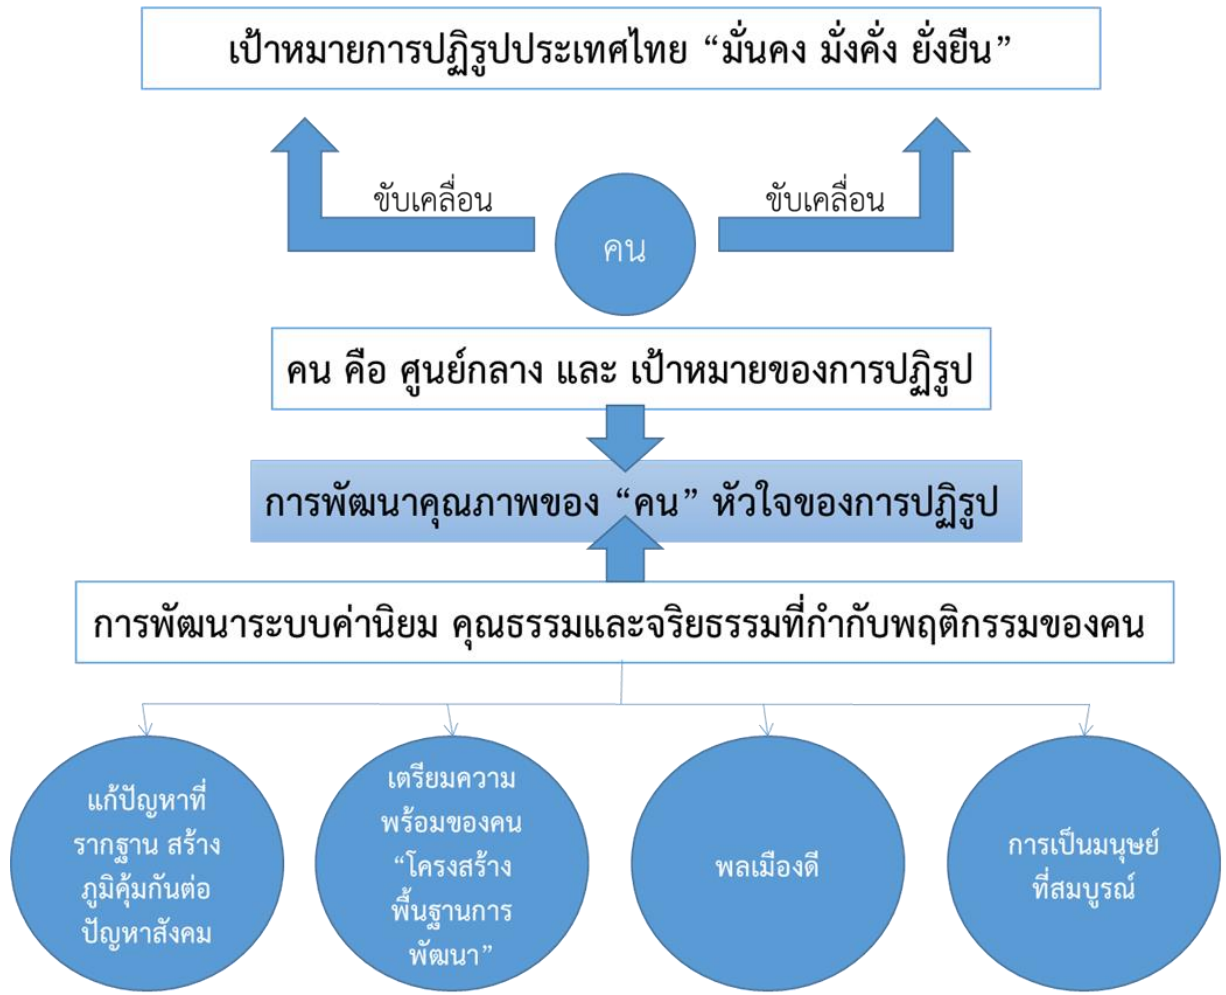 เป้าหมายการปฏิรูปประเทศไทย “มั่นคง มั่งคั่ง ยั่งยืน”
ขับเคลื่อน
ขับเคลื่อน
คน
คน คือ ศูนย์กลาง และ เป้าหมายของการปฏิรูป
การพัฒนาคุณภาพของ “คน” หัวใจของการปฏิรูป
การพัฒนาระบบค่านิยม คุณธรรมและจริยธรรมที่กำกับพฤติกรรมของคน
แก้ปัญหาที่
รากฐาน สร้าง
ภูมิคุ้มกันต่อ
ปัญหาสังคม
เตรียมความ
พร้อมของคน
“โครงสร้าง
พื้นฐานการ
พัฒนา”
พลเมืองดี
การเป็นมนุษย์
ที่สมบูรณ์